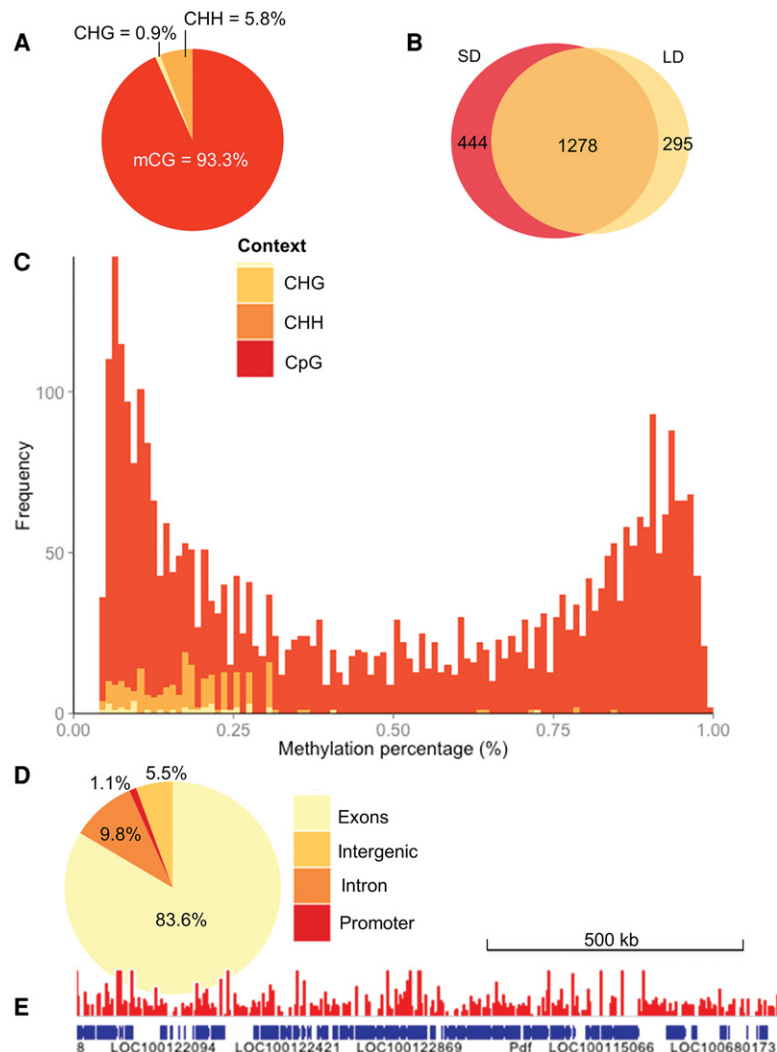 A
CHG = 0.9%
CHH = 5.8%
mCG = 93.3%
B
SD
LD
444
1278
295
C
Context
CHG
CHH
CpG
Frequency
100
50
0
0.00
0.25
0.50
0.75
1.00
Methylation percentage (%)
D
1.1%
5.5%
9.8%
83.6%
Exons
Intergenic
Intron
Promoter
500 kb
E
8
LOC100122094
LOC100122421
LOC100122869
Pdf
LOC100115066
LOC100680173